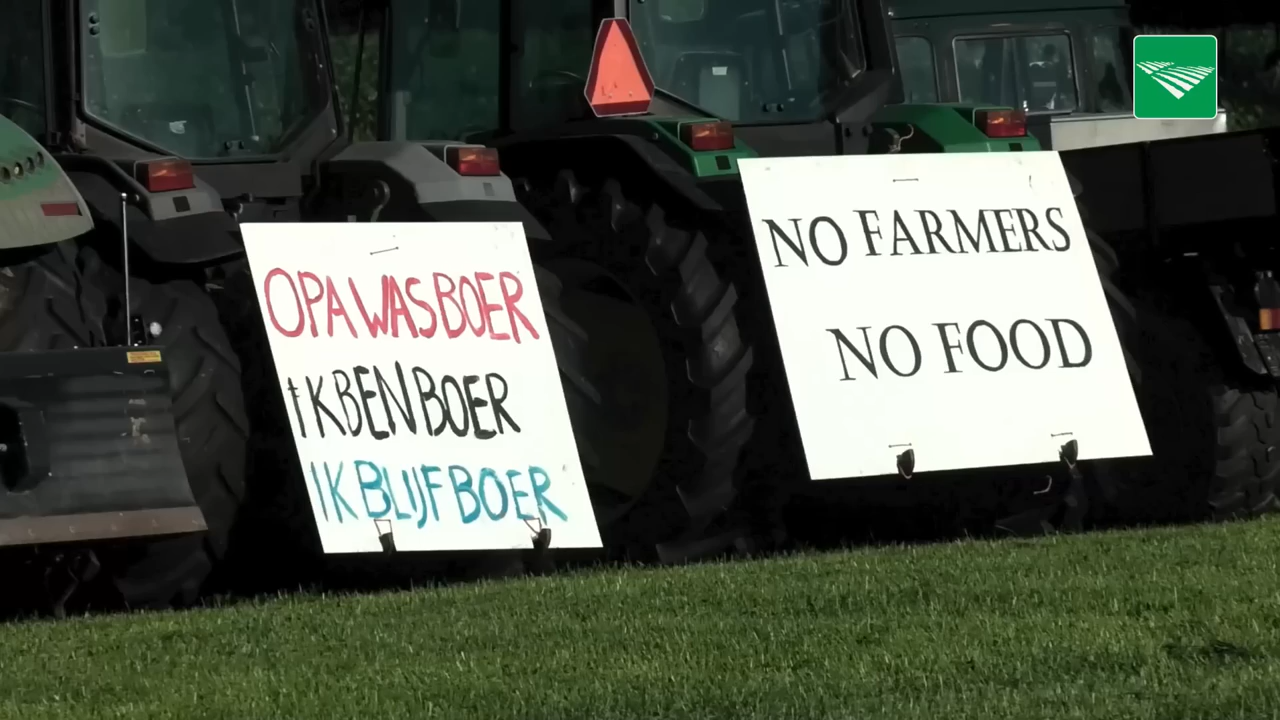 OPA WAS BOER
IK BEN BOER
IK BLIJF BOER
NO FARMERS
NO FOOD